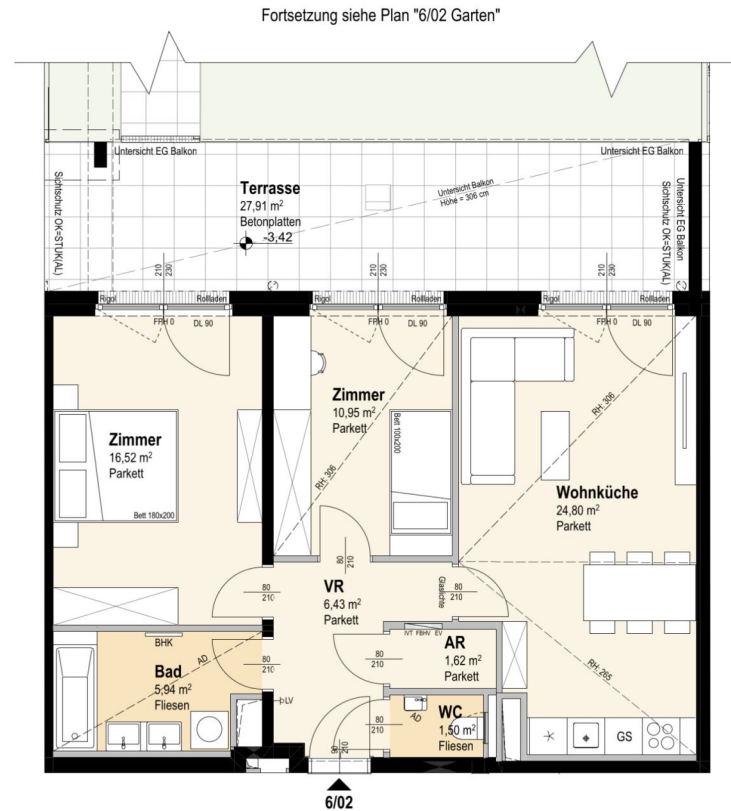 Fortsetzung siehe Plan "6/02 Garten"
Untersicht EG Balkon
Untersicht EG Balkon
Sichtschutz OK=STUK(AL)
Terrasse
27,91 m²
Betonplatten
-3,42
Untersicht Balkon
Höhe = 306 cm
Untersicht EG Balkon
Sichtschutz OK=STUK(AL)
210
230
210
230
210
230
Rigol
Rollladen
Rigol
Rollladen
Rigol
Rollladen
FPH 0
DL 90
FPH 0
DL 90
FPH 0
DL 90
Zimmer
16,52 m²
Parkett
Bett 180x200
Zimmer
10,95 m²
Parkett
Bett 100x200
RH: 306
RH: 306
Wohnküche
24,80 m²
Parkett
RH: 265
80
210
VR
6,43 m²
Parkett
80
210
Glaslichte
80
210
IVT FBHV EV
AR
1,62 m²
Parkett
80
210
BHK
AD
Bad
5,94 m²
Fliesen
80
210
LV
AD
WC
1,50 m²
Fliesen
80
210
90
210
GS
6/02